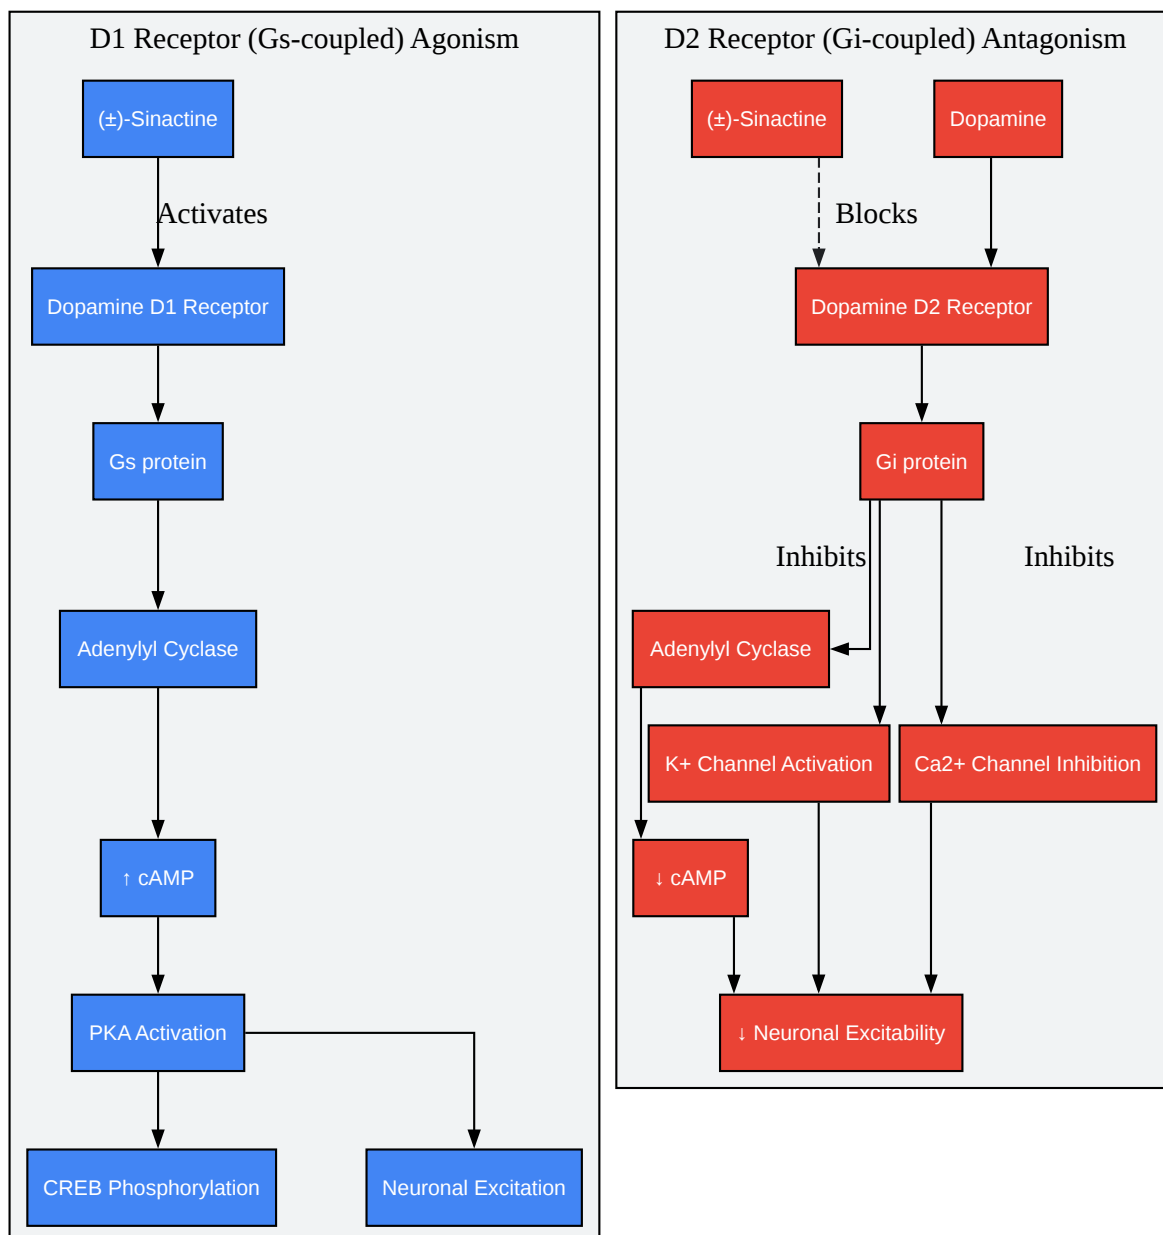 D1 Receptor (Gs-coupled) Agonism
(±)-Sinactine
Activates
Dopamine D1 Receptor
Gs protein
Adenylyl Cyclase
↑ cAMP
PKA Activation
CREB Phosphorylation
Neuronal Excitation
D2 Receptor (Gi-coupled) Antagonism
(±)-Sinactine
Dopamine
Blocks
Dopamine D2 Receptor
Gi protein
Inhibits
Inhibits
Adenylyl Cyclase
K+ Channel Activation
Ca2+ Channel Inhibition
↓ cAMP
↓ Neuronal Excitability